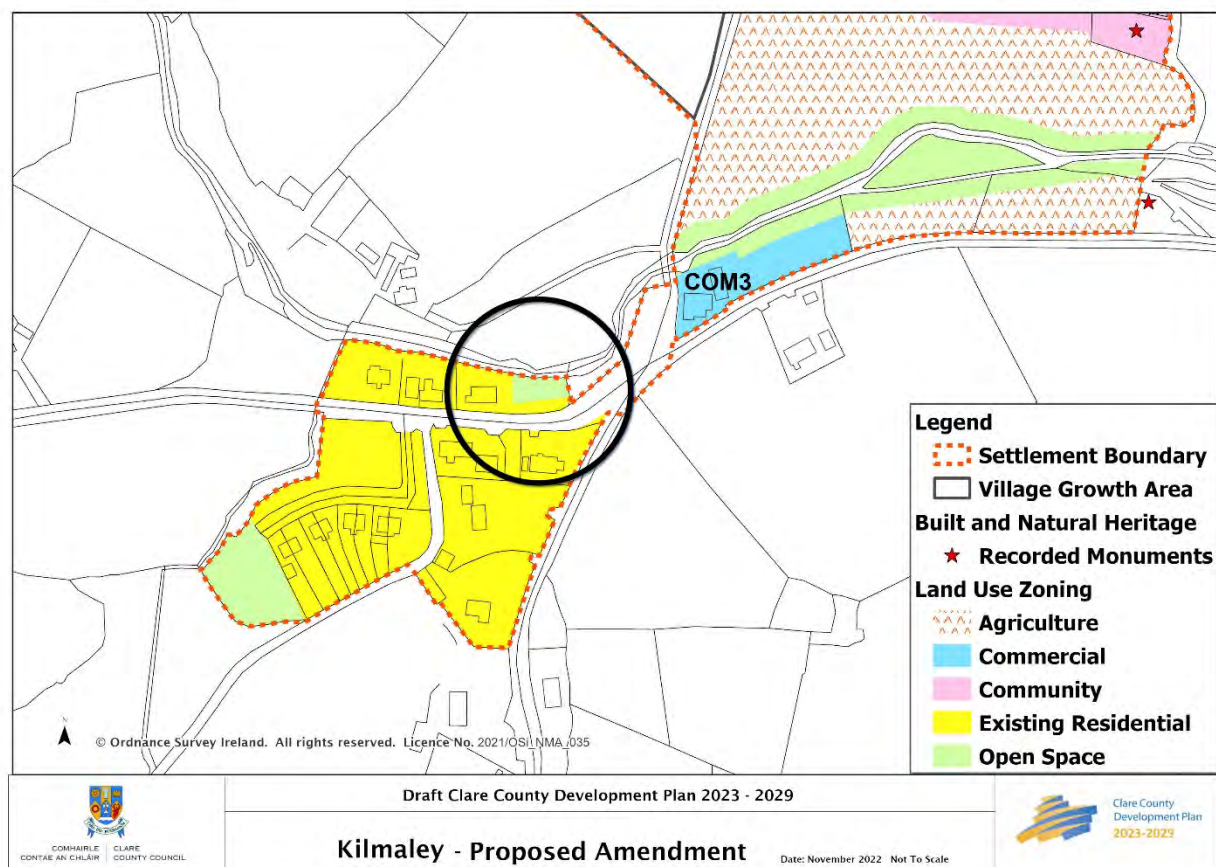 COM3
Legend
Settlement Boundary
Village Growth Area
Built and Natural Heritage
Recorded Monuments
Land Use Zoning
Agriculture
Commercial
Community
Existing Residential
Open Space
N
© Ordnance Survey Ireland. All rights reserved. Licence No. 2021/OSi_NMA_035
COMHAIRLE CONTAE AN CHLÁIR
CLARE COUNTY COUNCIL
Draft Clare County Development Plan 2023 - 2029
Kilmaley - Proposed Amendment
Date: November 2022 Not To Scale
Clare County
Development Plan
2023-2029